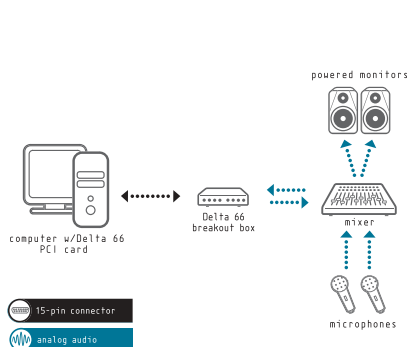 powered monitors
Delta 66
breakout box
mixer
computer w/Delta 66
PCI card
15-pin connector
microphones
analog audio